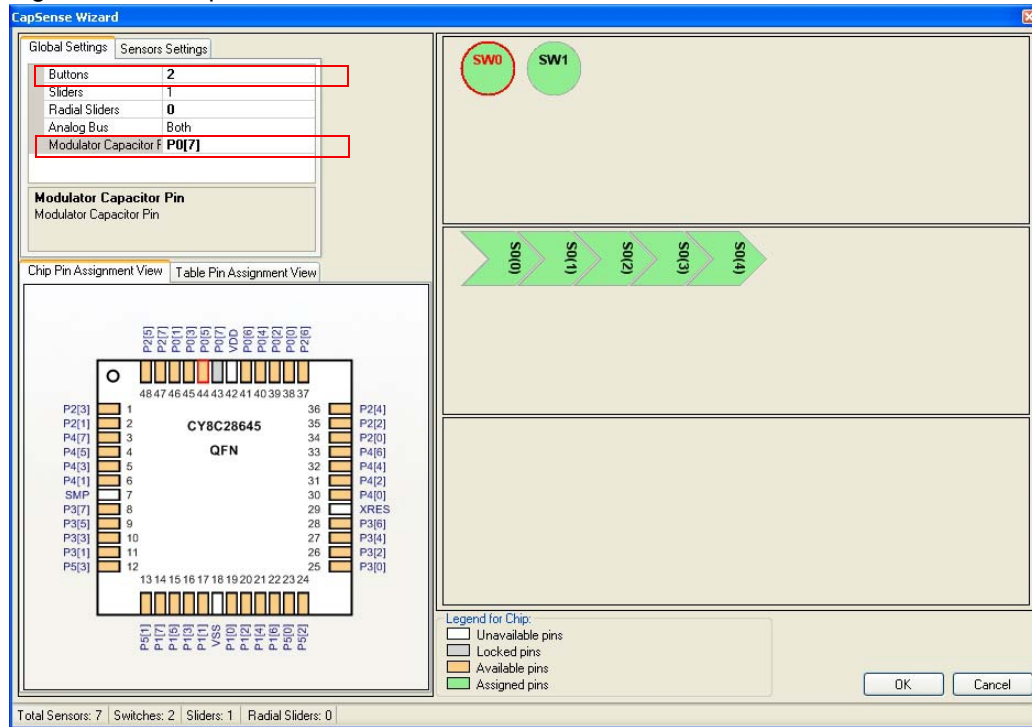 CapSense Wizard
Global Settings Sensors Settings
Buttons 2
Sliders 1
Radial Sliders 0
Analog Bus Both
Modulator Capacitor P P0[7]
Modulator Capacitor Pin
Modulator Capacitor Pin
Chip Pin Assignment View Table Pin Assignment View
P2[5] P2[7] P0[1] P0[3] P0[5] P0[7] VDD P0[6] P0[4] P0[2] P0[0] P2[6]
48 47 46 45 44 43 42 41 40 39 38 37
P2[3] 1 36 P2[4]
P2[1] 2 35 P2[2]
P4[7] 3 34 P2[0]
P4[5] 4 33 P4[6]
P4[3] 5 32 P4[4]
P4[1] 6 31 P4[2]
SMP 7 30 P4[0]
P3[7] 8 29 XRES
P3[5] 9 28 P3[6]
P3[3] 10 27 P3[4]
P3[1] 11 26 P3[2]
P5[3] 12 25 P3[0]
CY8C28645
QFN
13 14 15 16 17 18 19 20 21 22 23 24
P5[1] P1[7] P1[5] P1[3] P1[1] VSS P1[0] P1[2] P1[4] P1[6] P5[0] P5[2]
SW0 SW1
S0(0) S0(1) S0(2) S0(3) S0(4)
Legend for Chip:
Unavailable pins
Locked pins
Available pins
Assigned pins
OK Cancel
Total Sensors: 7 Switches: 2 Sliders: 1 Radial Sliders: 0